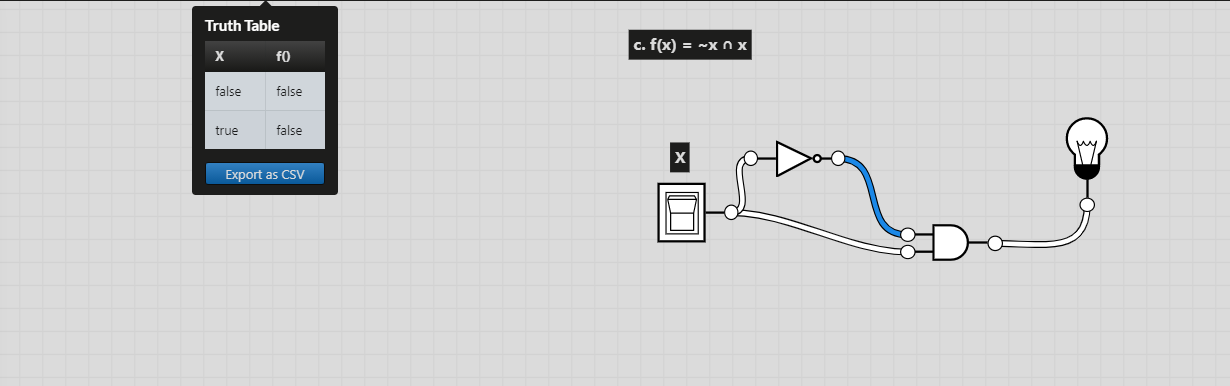 Truth Table
X f()
false false
true false
Export as CSV
c. f(x) = ~x ∩ x
X